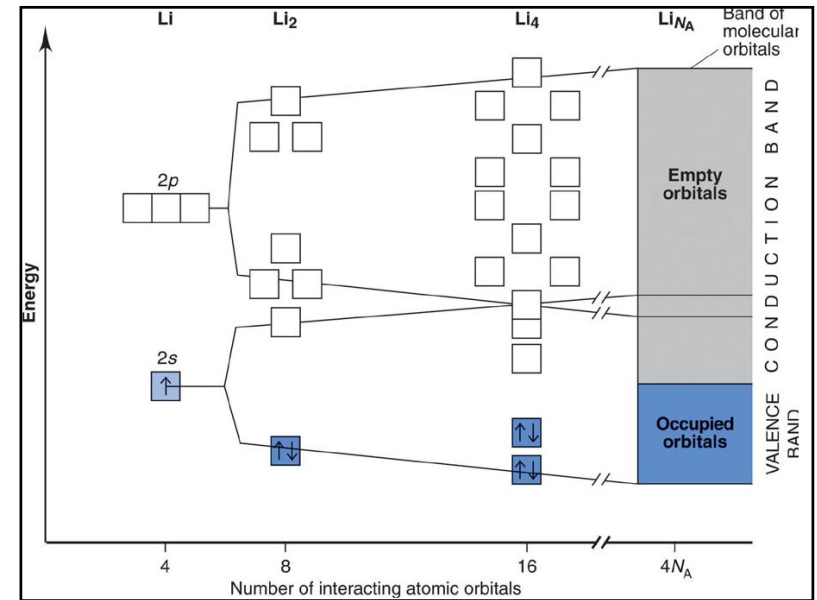 Li
Li2
Li4
LiNA
Band of
molecular
orbitals
2p
Empty
orbitals
CONDUCTION BAND
Energy
2s
↑
↑↓
↑↓
↑↓
Occupied
orbitals
VALENCE
BAND
4
8
16
4NA
Number of interacting atomic orbitals